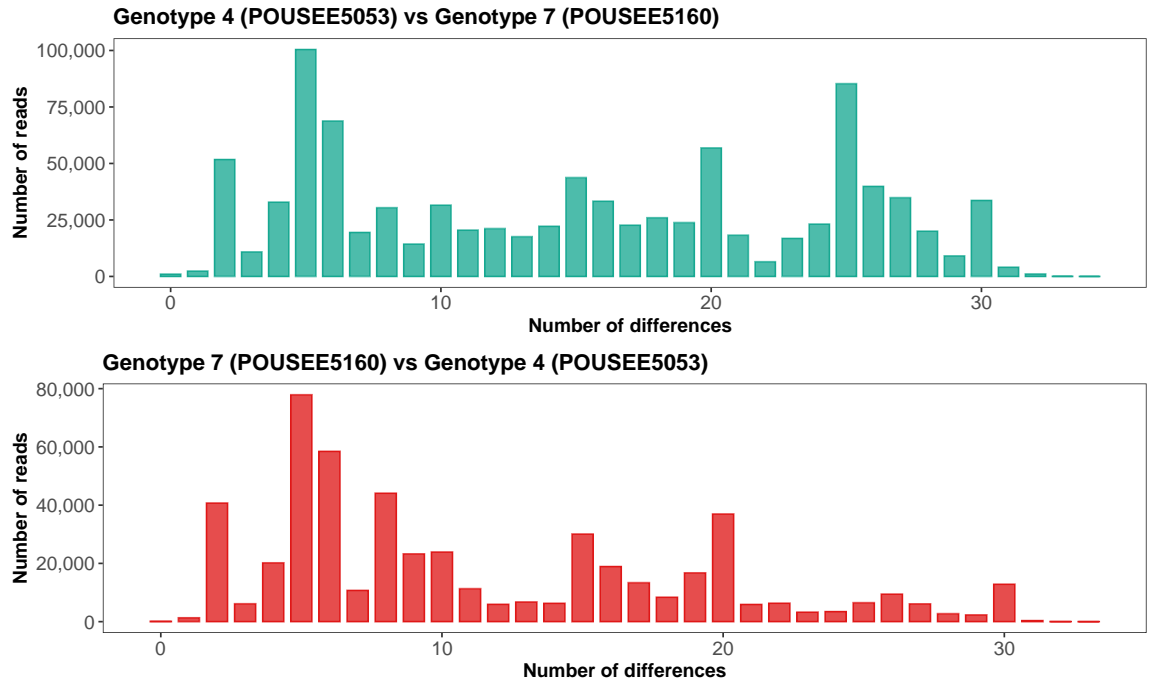 Genotype 4 (POUSEE5053) vs Genotype 7 (POUSEE5160)
Number of reads
100,000
75,000
50,000
25,000
0
0 10 20 30
Number of differences
Genotype 7 (POUSEE5160) vs Genotype 4 (POUSEE5053)
Number of reads
80,000
60,000
40,000
20,000
0
0 10 20 30
Number of differences